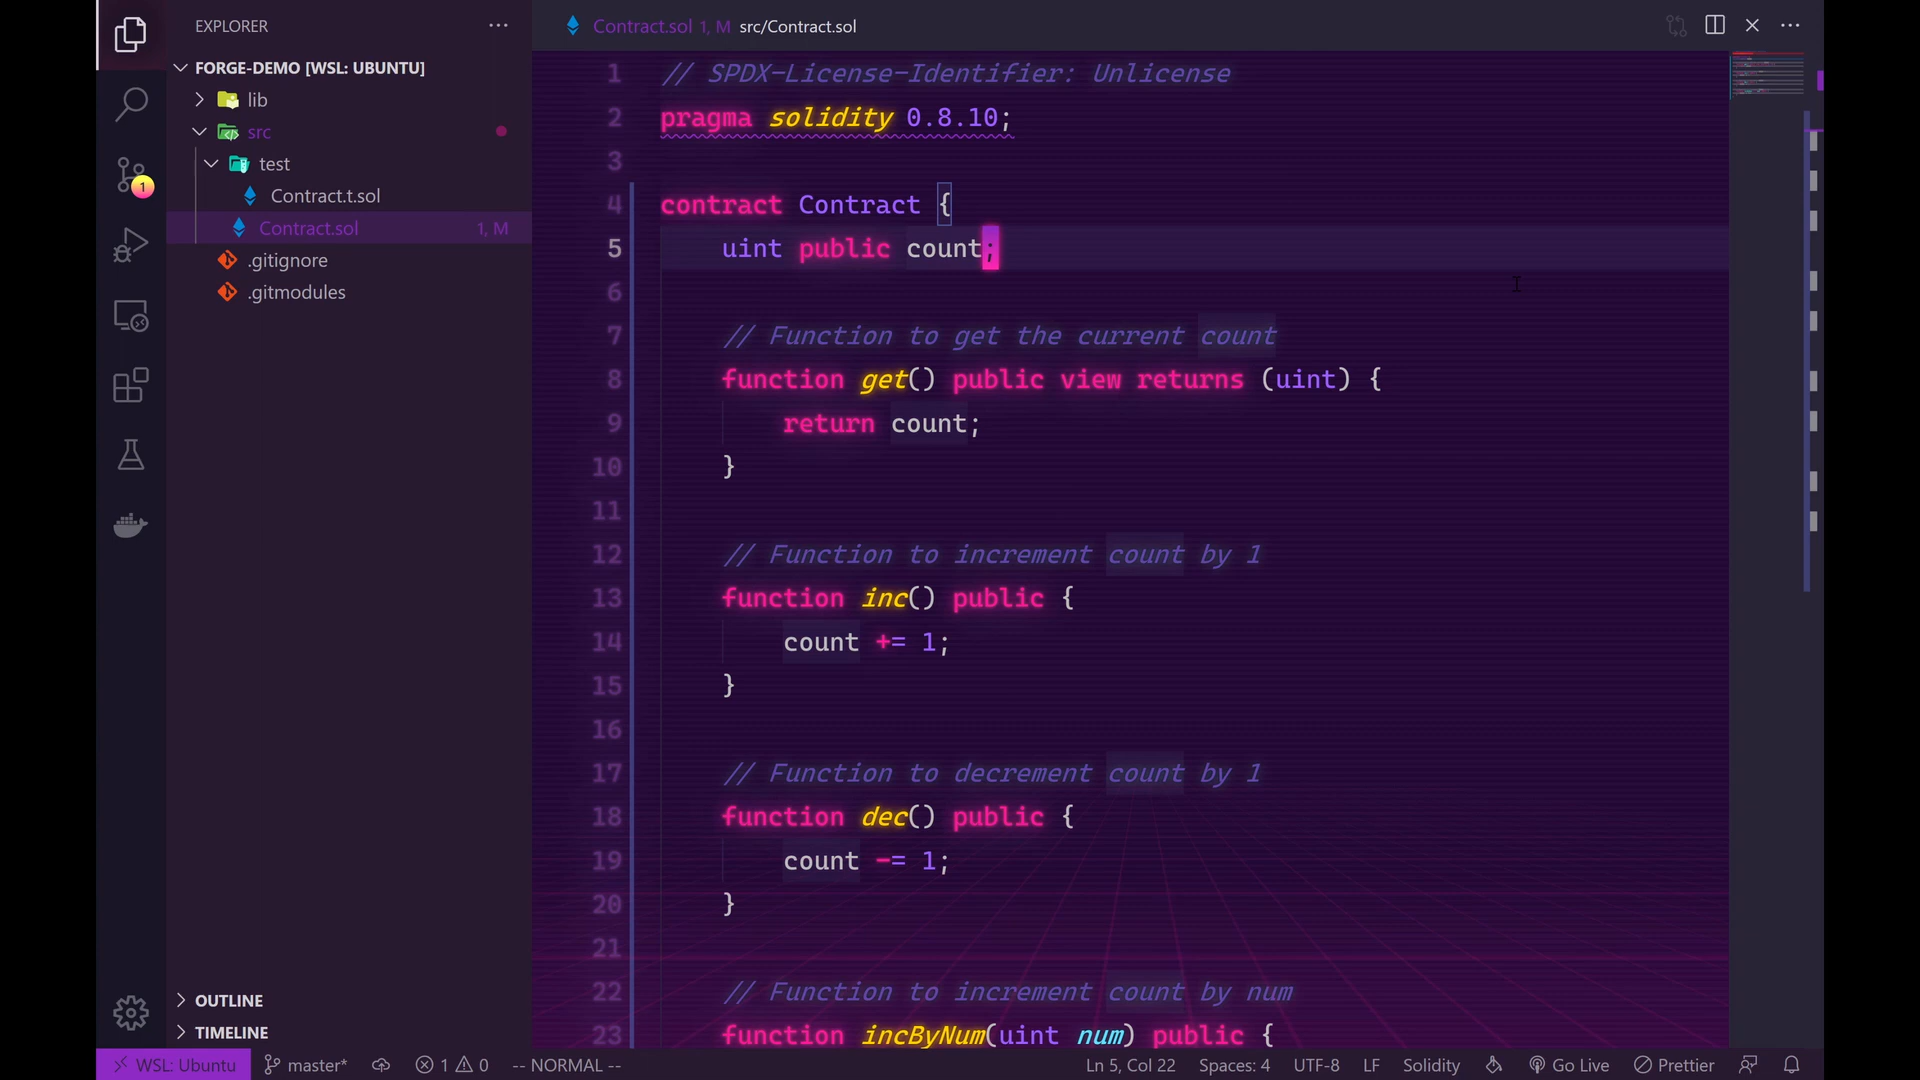 EXPLORER
FORGE-DEMO [WSL: UBUNTU]
lib
src
test
Contract.t.sol
Contract.sol 1, M
.gitignore
.gitmodules
OUTLINE
TIMELINE
1
Contract.sol 1, M src/Contract.sol
1 // SPDX-License-Identifier: Unlicense
2 pragma solidity 0.8.10;
3
4 contract Contract {
5 uint public count;
6
7 // Function to get the current count
8 function get() public view returns (uint) {
9 return count;
10 }
11
12 // Function to increment count by 1
13 function inc() public {
14 count += 1;
15 }
16
17 // Function to decrement count by 1
18 function dec() public {
19 count -= 1;
20 }
21
22 // Function to increment count by num
23 function incByNum(uint num) public {
WSL: Ubuntu master* 1 0 -- NORMAL -- Ln 5, Col 22 Spaces: 4 UTF-8 LF Solidity Go Live Prettier